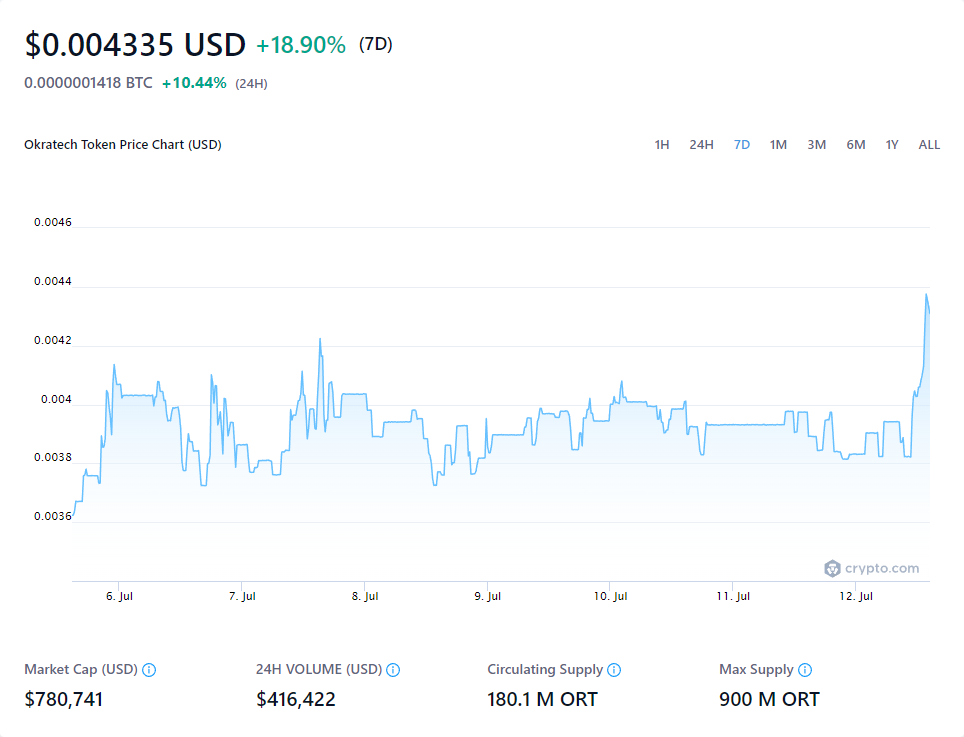 $0.004335 USD +18.90% (7D)
0.0000001418 BTC +10.44% (24H)
Okratech Token Price Chart (USD)
1H 24H 7D 1M 3M 6M 1Y ALL
0.0046
0.0044
0.0042
0.004
0.0038
0.0036
crypto.com
6. Jul 7. Jul 8. Jul 9. Jul 10. Jul 11. Jul 12. Jul
Market Cap (USD) 24H VOLUME (USD) Circulating Supply Max Supply
$780,741 $416,422 180.1 M ORT 900 M ORT